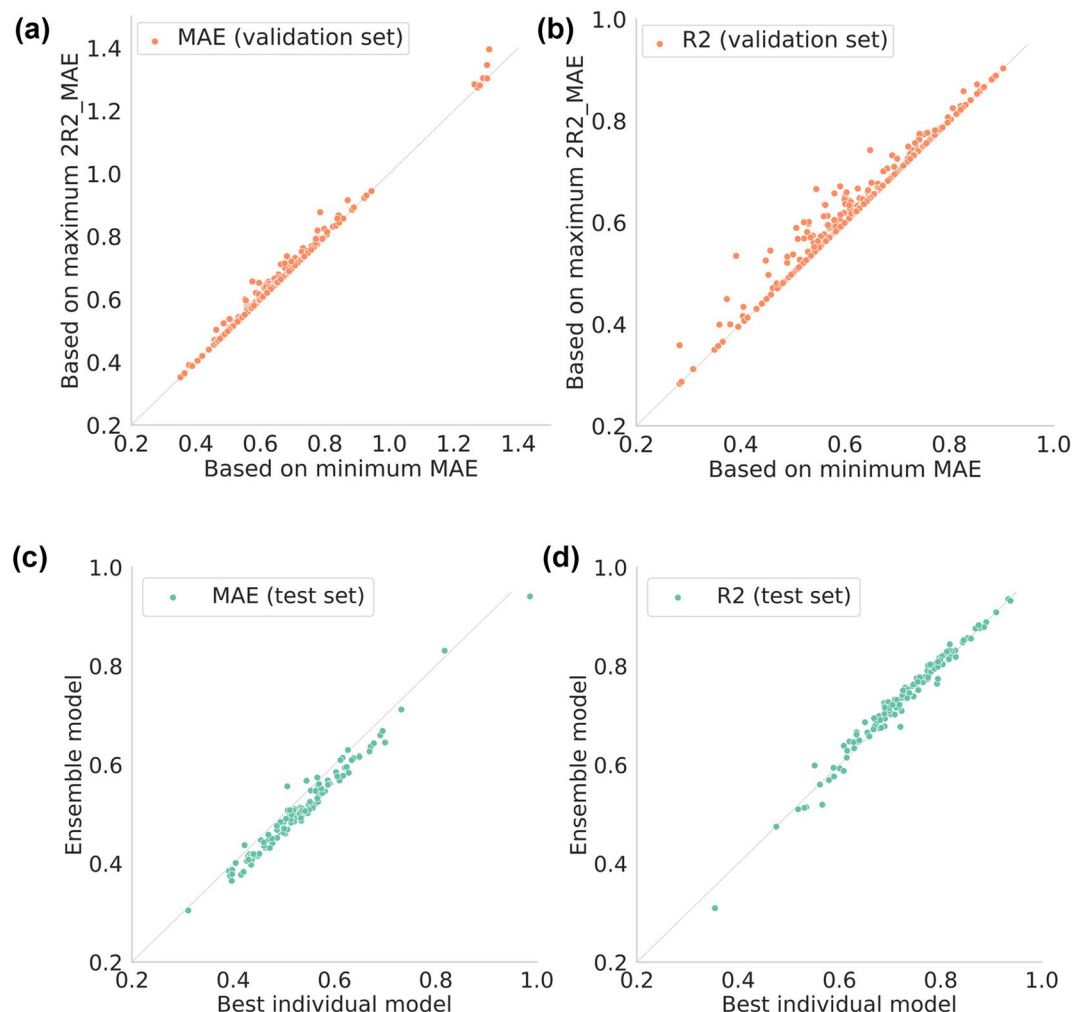 (a)
MAE (validation set)
Based on maximum 2R2_MAE
1.4
1.2
1.0
0.8
0.6
0.4
0.2
0.2 0.4 0.6 0.8 1.0 1.2 1.4
Based on minimum MAE
(b)
R2 (validation set)
Based on maximum 2R2_MAE
1.0
0.8
0.6
0.4
0.2
0.2 0.4 0.6 0.8 1.0
Based on minimum MAE
(c)
MAE (test set)
Ensemble model
1.0
0.8
0.6
0.4
0.2
0.2 0.4 0.6 0.8 1.0
Best individual model
(d)
R2 (test set)
Ensemble model
1.0
0.8
0.6
0.4
0.2
0.2 0.4 0.6 0.8 1.0
Best individual model